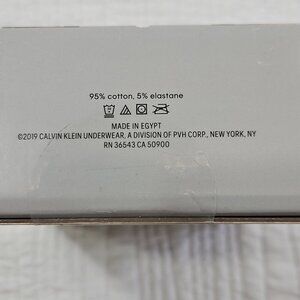 95% cotton, 5% elastane
MADE IN EGYPT
©2019 CALVIN KLEIN UNDERWEAR, A DIVISION OF PVH CORP., NEW YORK, NY
RN 36543 CA 50900